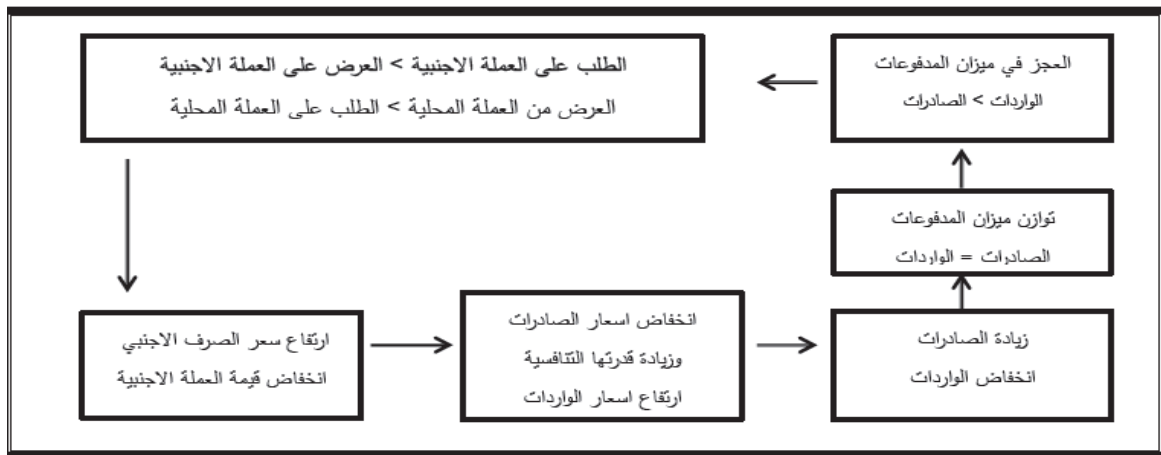 العجز في ميزان المدفوعات
الواردات > الصادرات
الطلب على العملة الاجنبية > العرض على العملة الاجنبية
العرض من العملة المحلية > الطلب على العملة المحلية
ارتفاع سعر الصرف الاجنبي
انخفاض قيمة العملة الاجنبية
انخفاض اسعار الصادرات
وزيادة قدرتها التنافسية
ارتفاع اسعار الواردات
زيادة الصادرات
انخفاض الواردات
توازن ميزان المدفوعات
الصادرات = الواردات